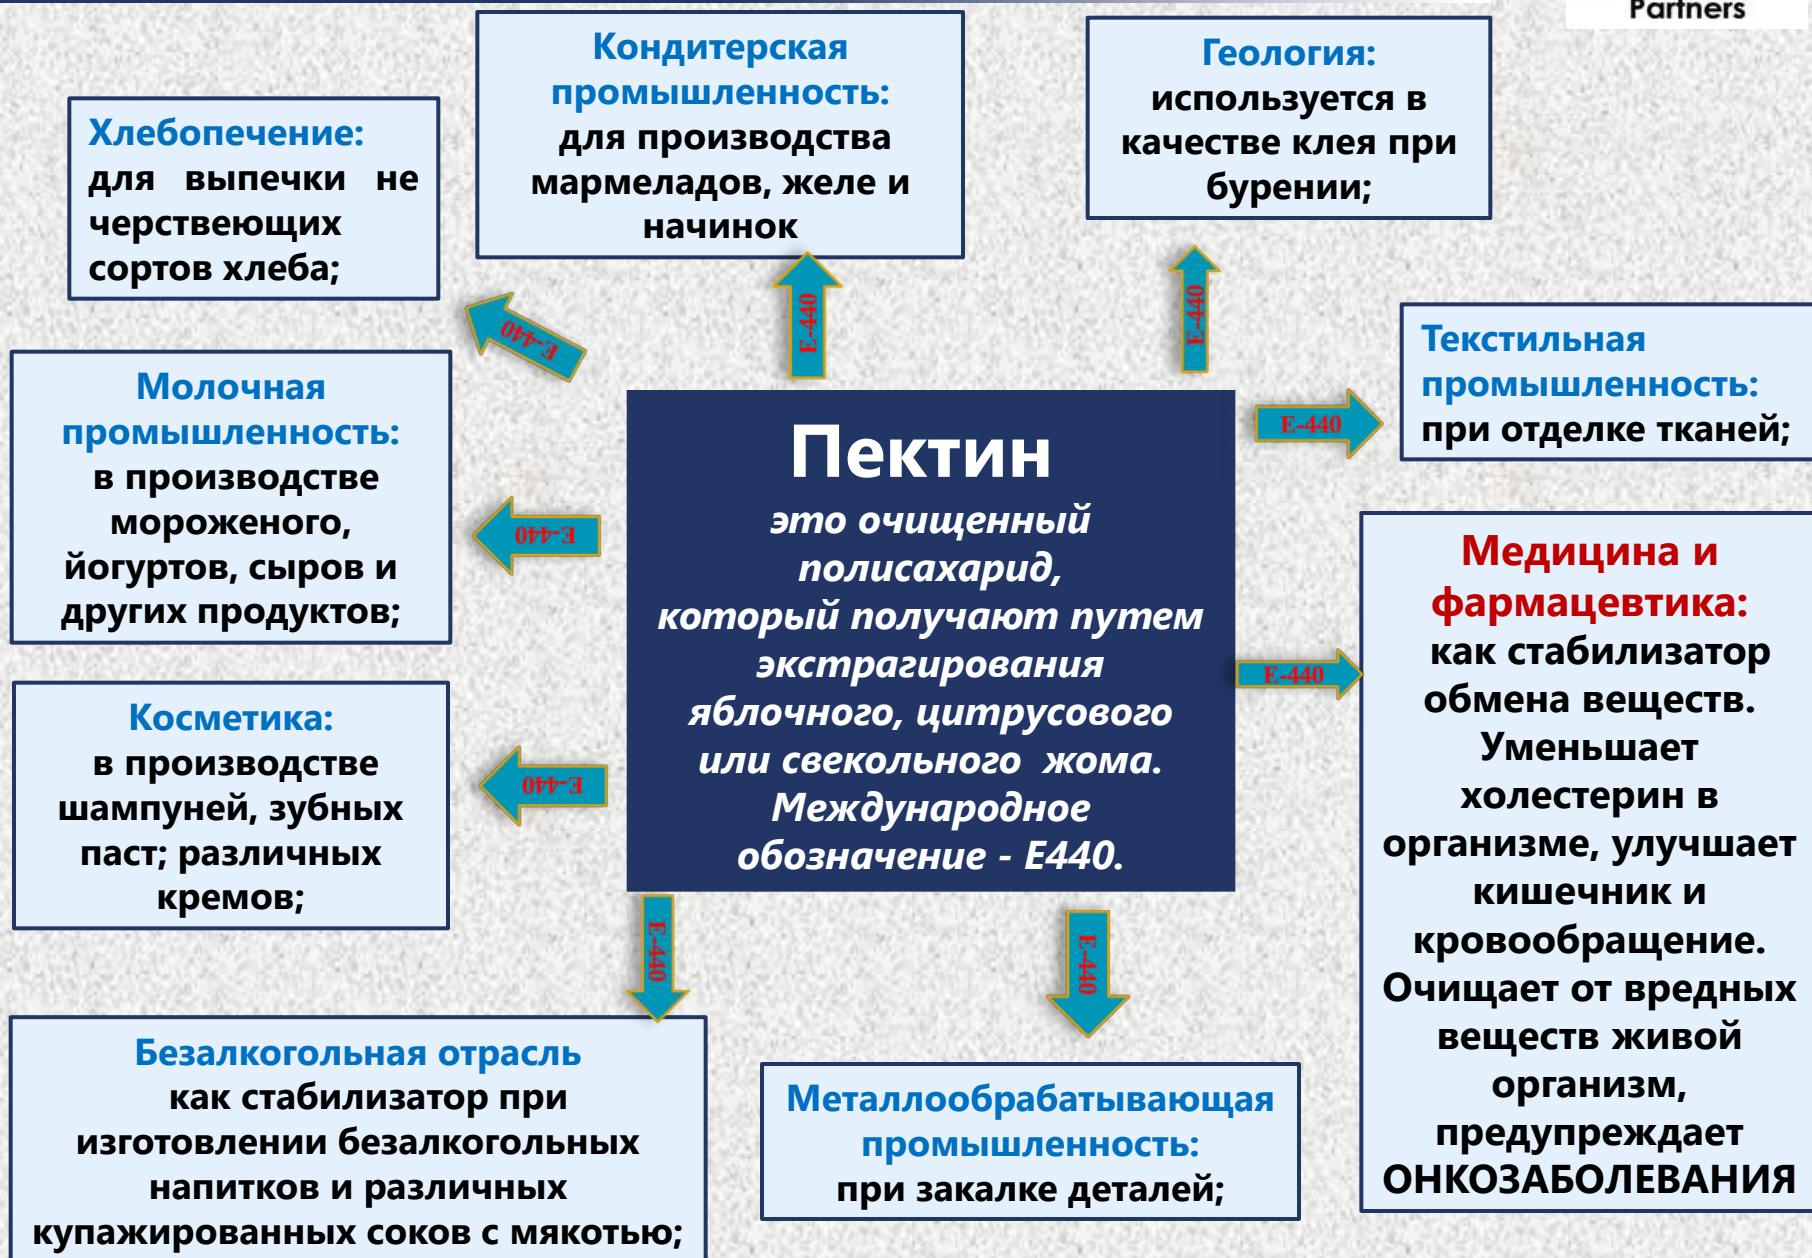 Partners
Кондитерская
промышленность:
для производства
мармеладов, желе и
начинок
Геология:
используется в
качестве клея при
бурении;
Хлебопечение:
для выпечки не
черствеющих
сортов хлеба;
E-440
E-440
E-440
Текстильная
промышленность:
при отделке тканей;
E-440
Молочная
промышленность:
в производстве
мороженого,
йогуртов, сыров и
других продуктов;
E-440
Пектин
это очищенный
полисахарид,
который получают путем
экстрагирования
яблочного, цитрусового
или свекольного жома.
Международное
обозначение - Е440.
E-440
Медицина и
фармацевтика:
как стабилизатор
обмена веществ.
Уменьшает
холестерин в
организме, улучшает
кишечник и
кровообращение.
Очищает от вредных
веществ живой
организм,
предупреждает
ОНКОЗАБОЛЕВАНИЯ
Косметика:
в производстве
шампуней, зубных
паст; различных
кремов;
E-440
E-440
E-440
Безалкогольная отрасль
как стабилизатор при
изготовлении безалкогольных
напитков и различных
купажированных соков с мякотью;
Металлообрабатывающая
промышленность:
при закалке деталей;